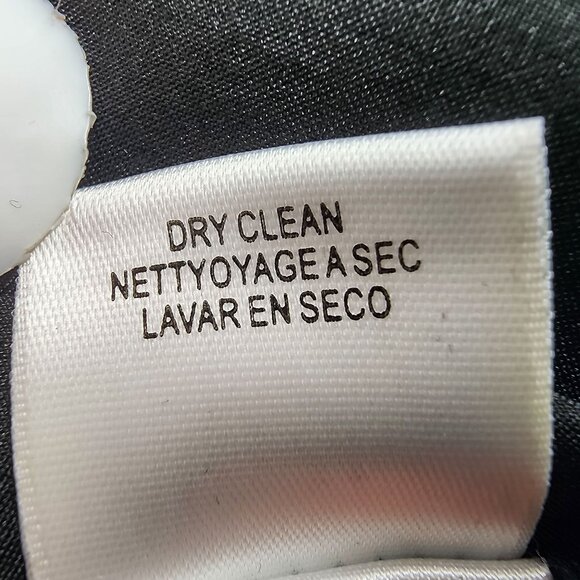 DRY CLEAN
NETTYOYAGE A SEC
LAVAR EN SECO